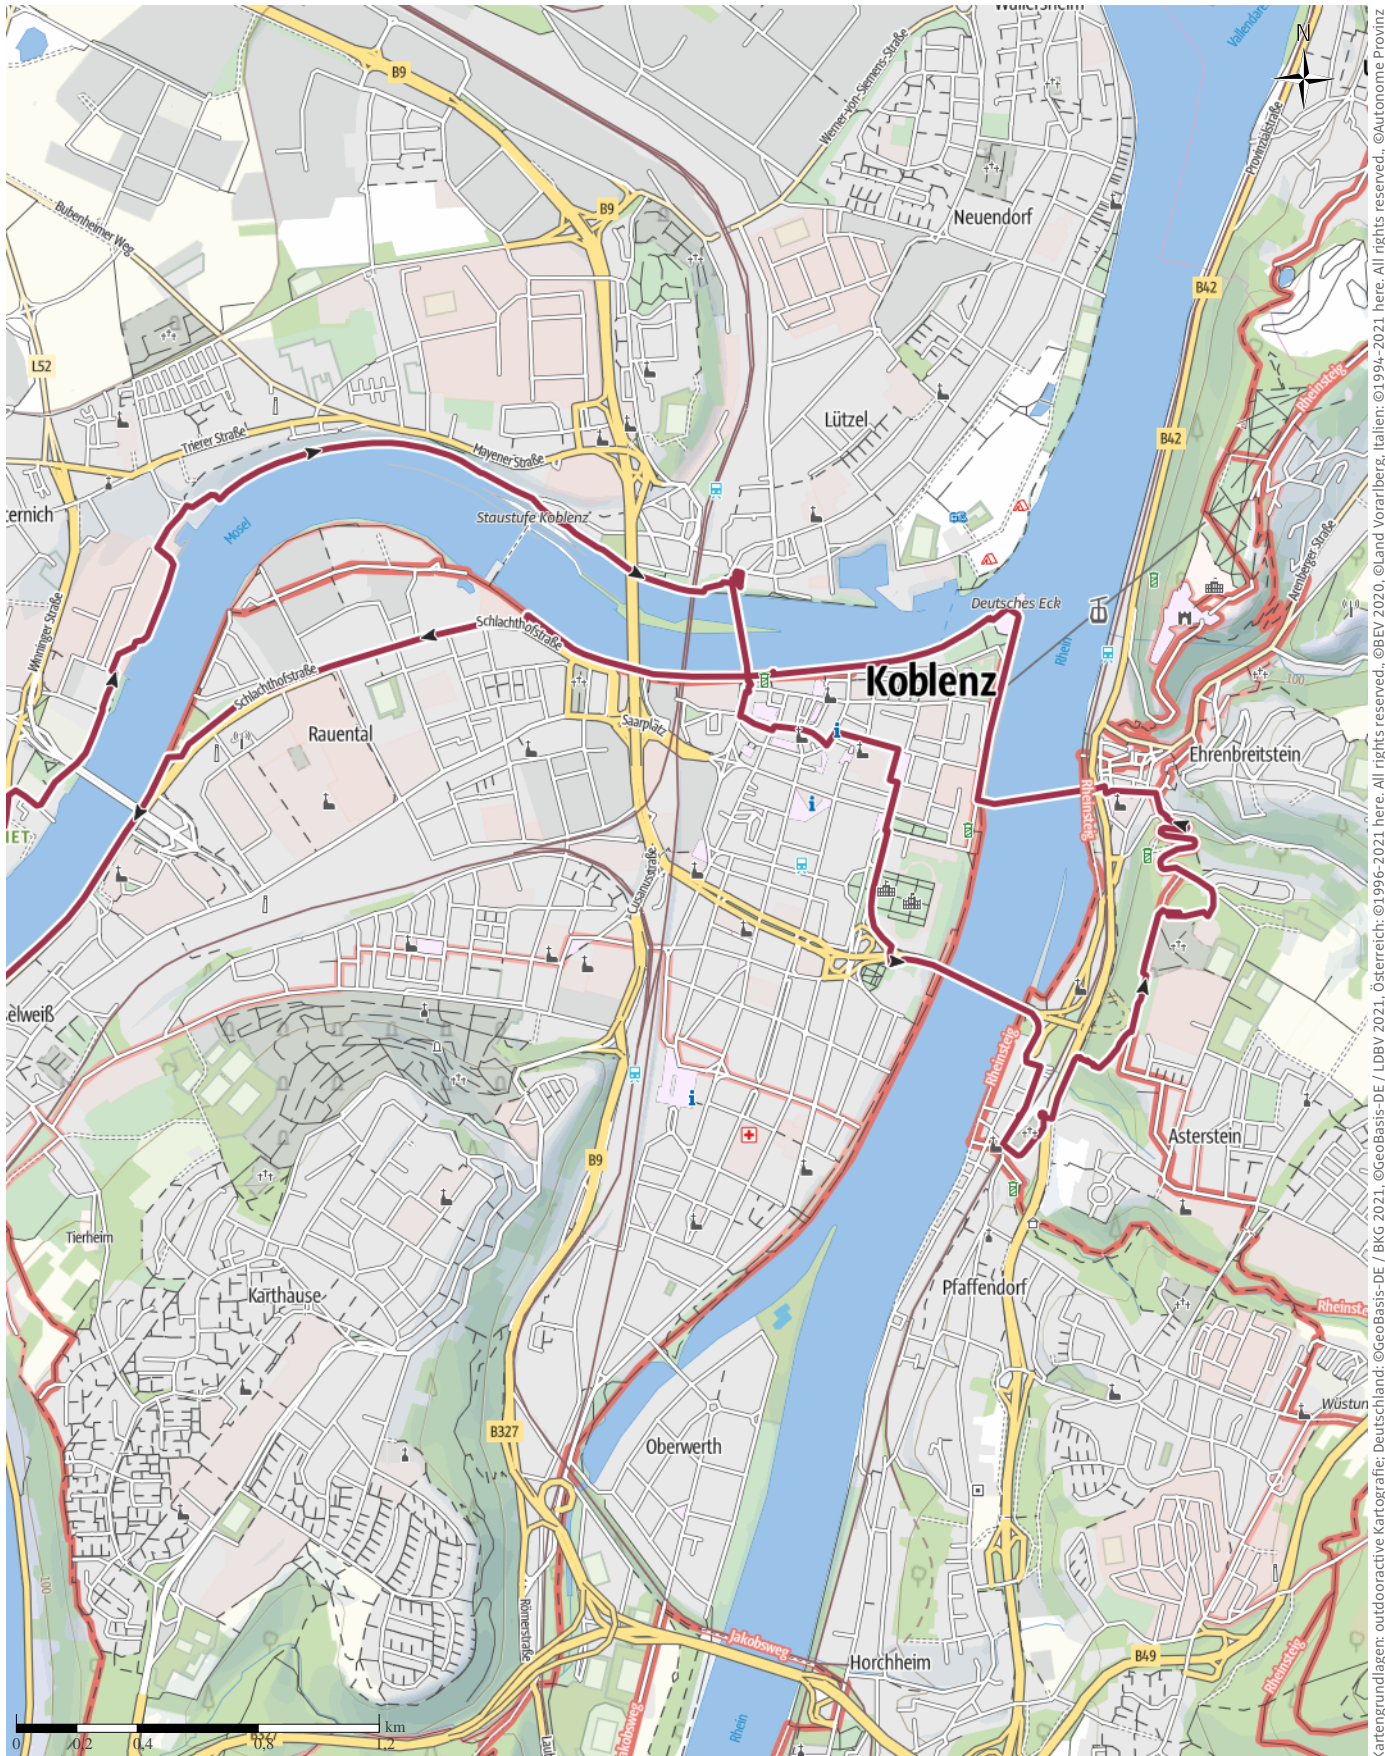 Wallersheim
N
B9
Werner-von-Siemens-Straße
Provinzialstraße
B9
Neuendorf
Bubenheimer Weg
B42
L52
Rheinsteig
Lützel
B42
Trierer Straße
Mayener Straße
Staustufe Koblenz
Mosel
Arenberger Straße
Deutsches Eck
Winninger Straße
Schlachthofstraße
Rhein
Koblenz
100
Schlachthofstraße
Saarplatz
Rauental
Ehrenbreitstein
Rheinsteig
Cusanusstraße
elweiß
Rheinsteig
Asterstein
B9
Tierheim
Pfaffendorf
Karthause
Rheinste
Wüstun
B327
Oberwerth
100
Römerstraße
Jakobsweg
Horchheim
B49
Rheinsteig
akobsweg
Rhein
km
0
0,2
0,4
0,8
1,2
artengrundlagen: outdooractive Kartografie; Deutschland: ©GeoBasis-DE / BKG 2021, ©GeoBasis-DE / LDBV 2021, Österreich: ©1996-2021 here. All rights reserved., ©BEV 2020, ©Land Vorarlberg, Italien: ©1994-2021 here. All rights reserved., ©Autonome Provinz